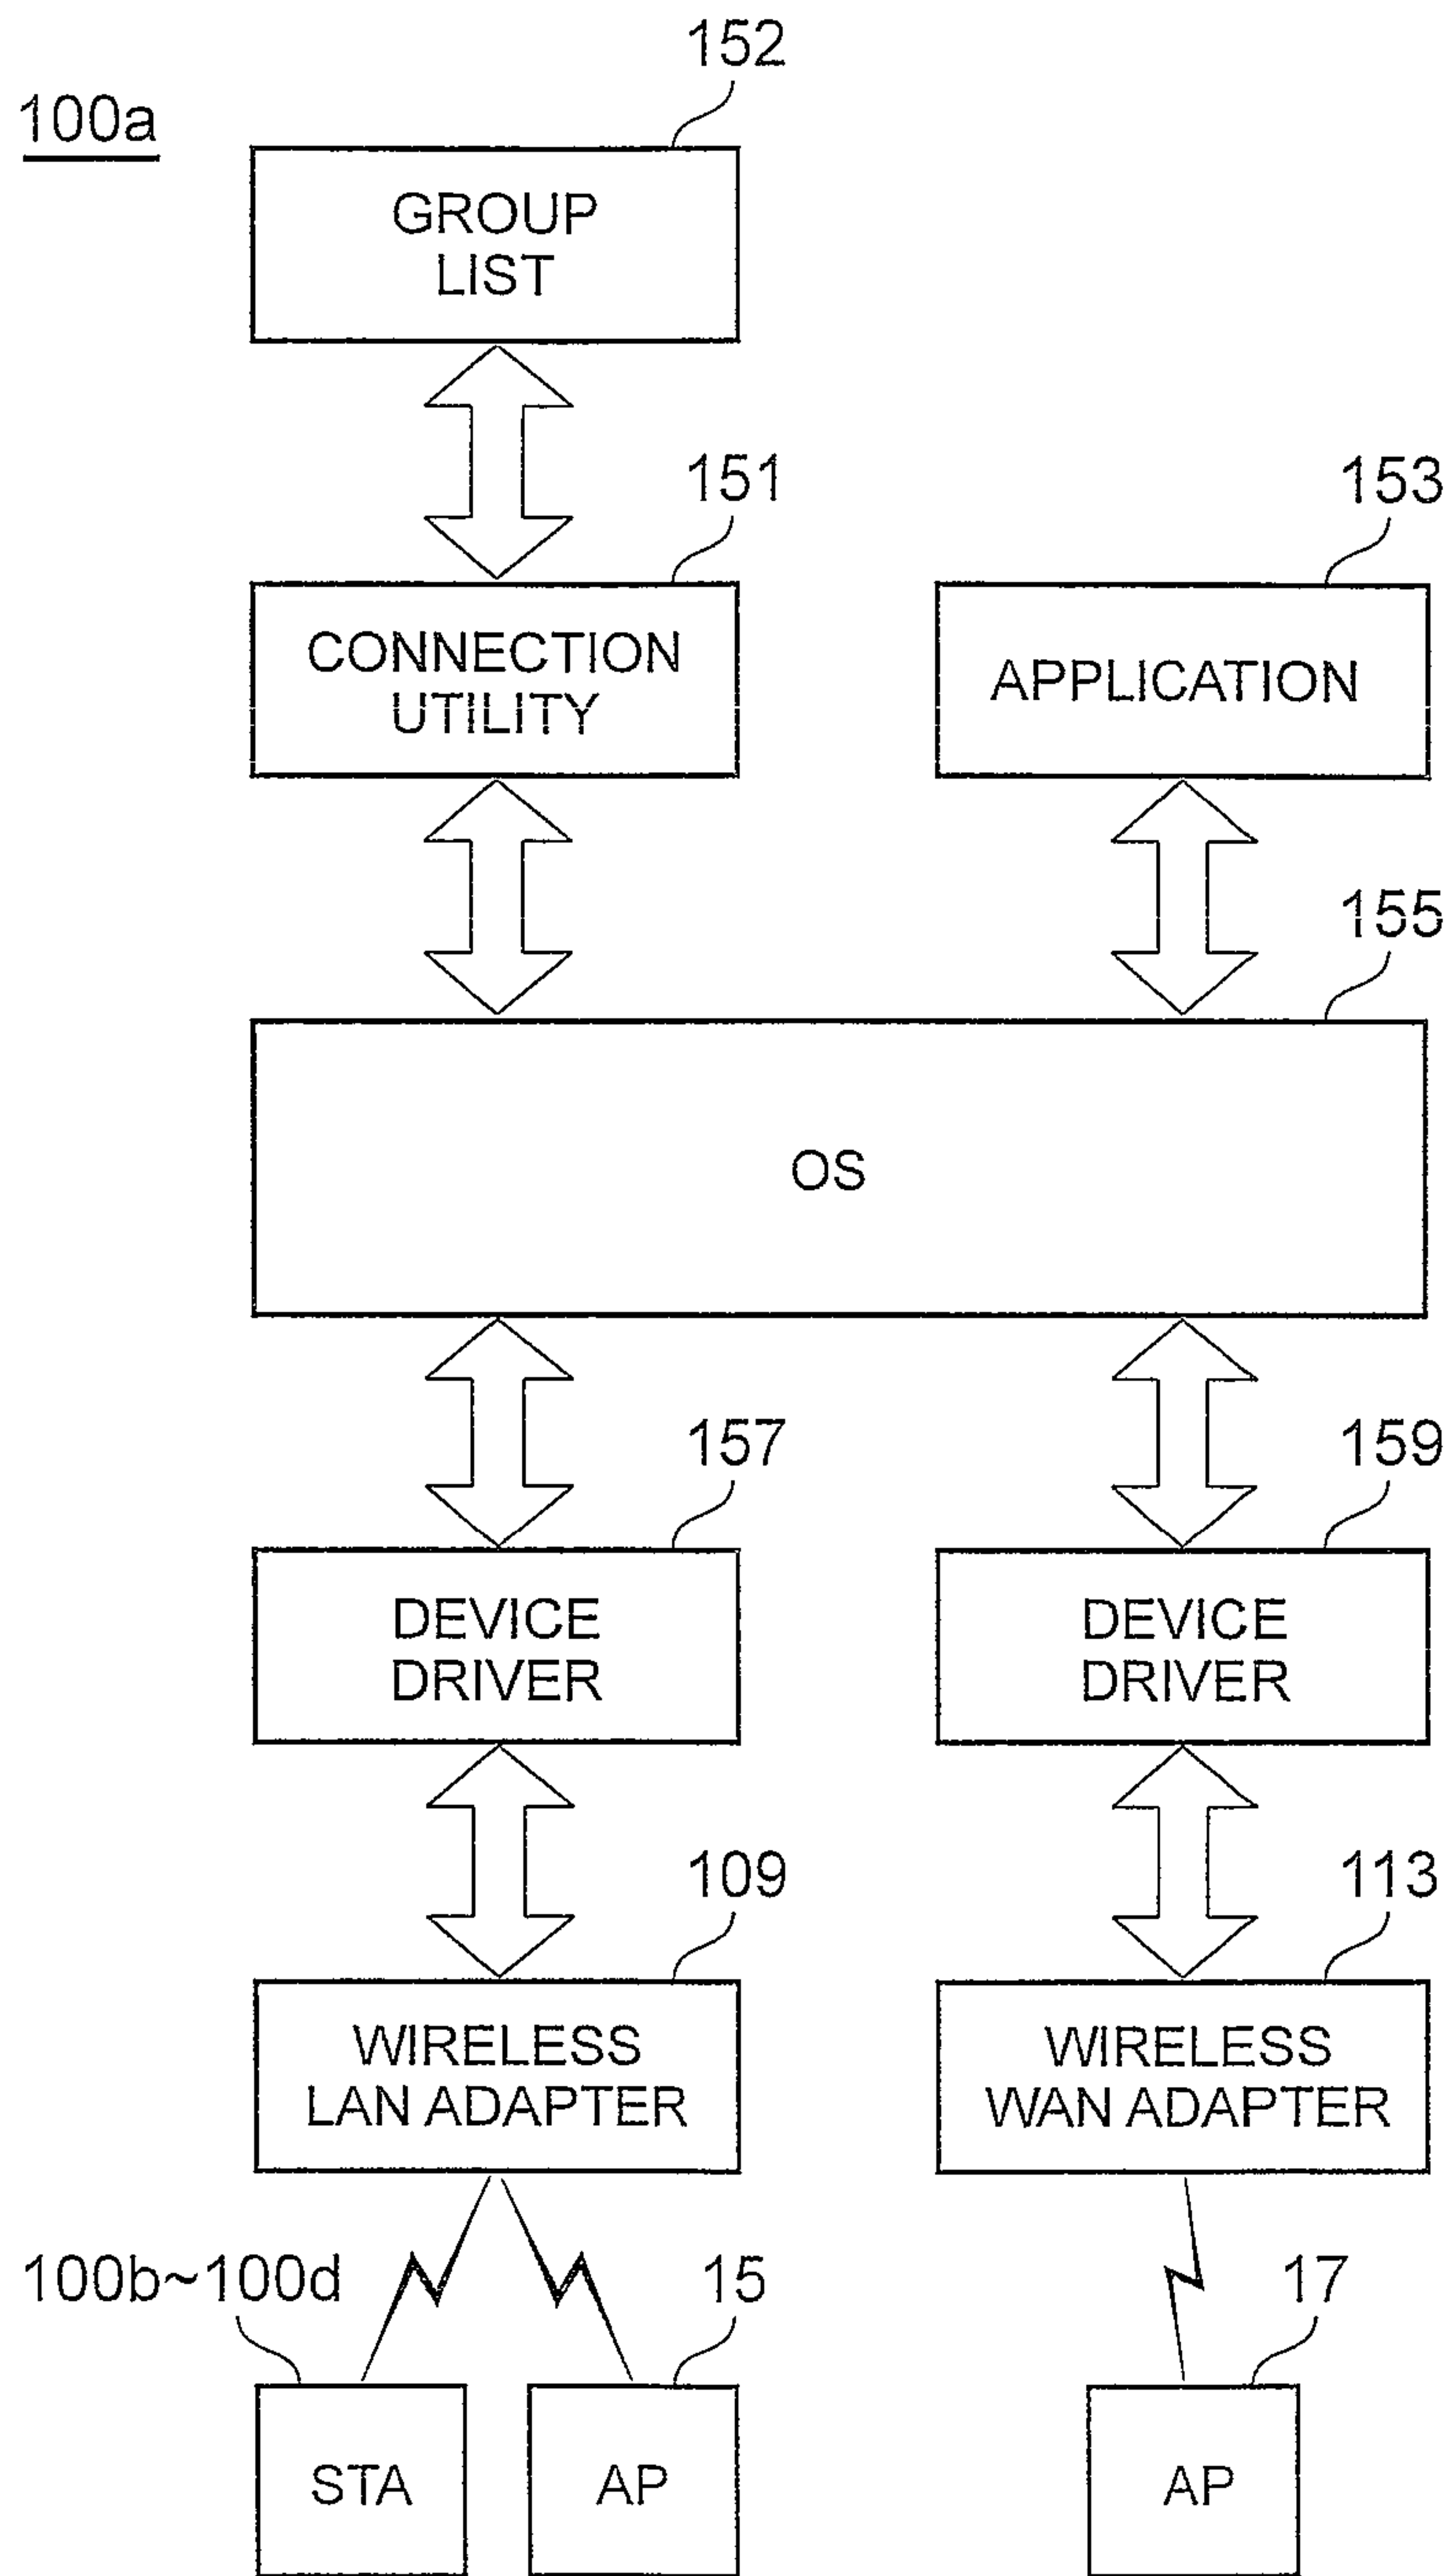 152
100a
GROUP
LIST
151
153
CONNECTION
UTILITY
APPLICATION
155
OS
157
159
DEVICE
DRIVER
DEVICE
DRIVER
109
113
WIRELESS
LAN ADAPTER
WIRELESS
WAN ADAPTER
100b~100d
15
17
STA
AP
AP